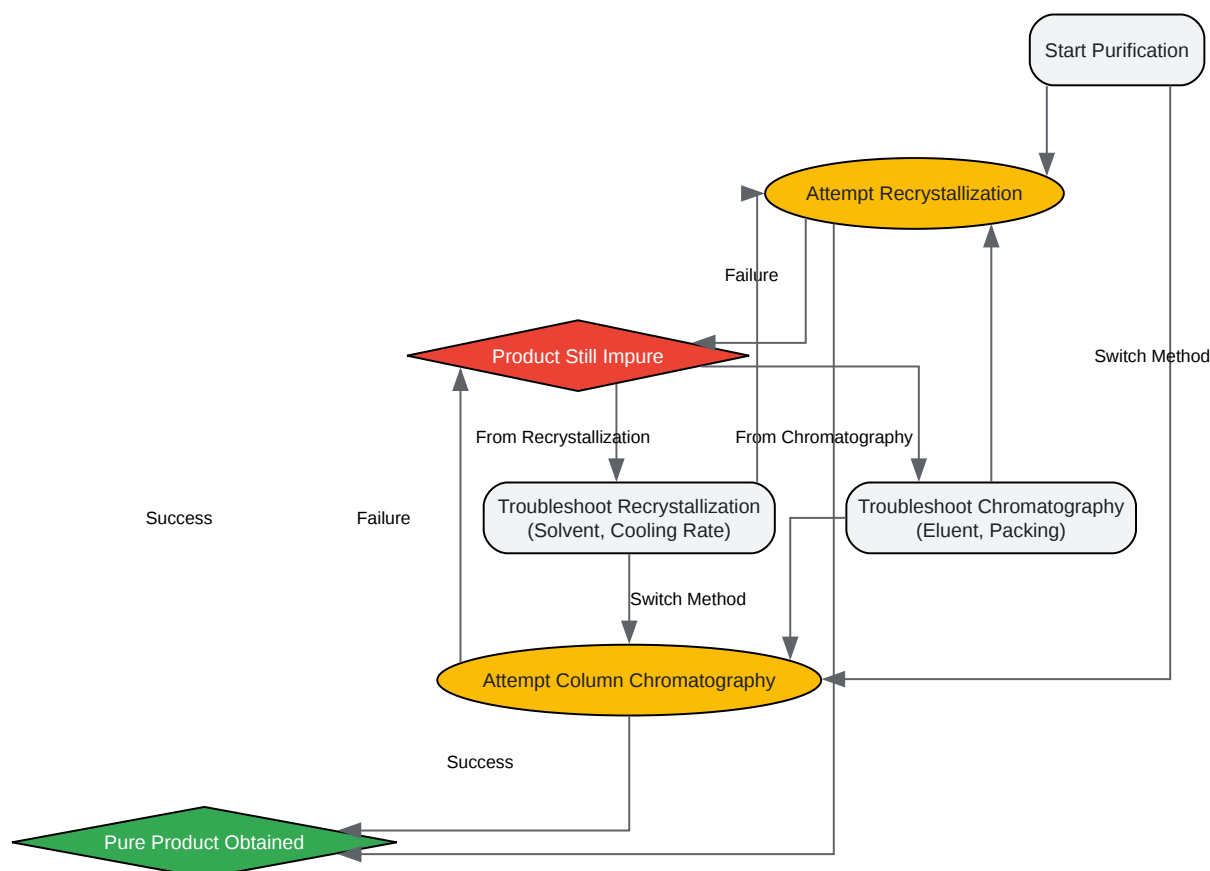 Start Purification
Attempt Recrystallization
Failure
Product Still Impure
Switch Method
From Recrystallization
From Chromatography
Troubleshoot Recrystallization
(Solvent, Cooling Rate)
Troubleshoot Chromatography
(Eluent, Packing)
Success
Failure
Switch Method
Attempt Column Chromatography
Success
Pure Product Obtained